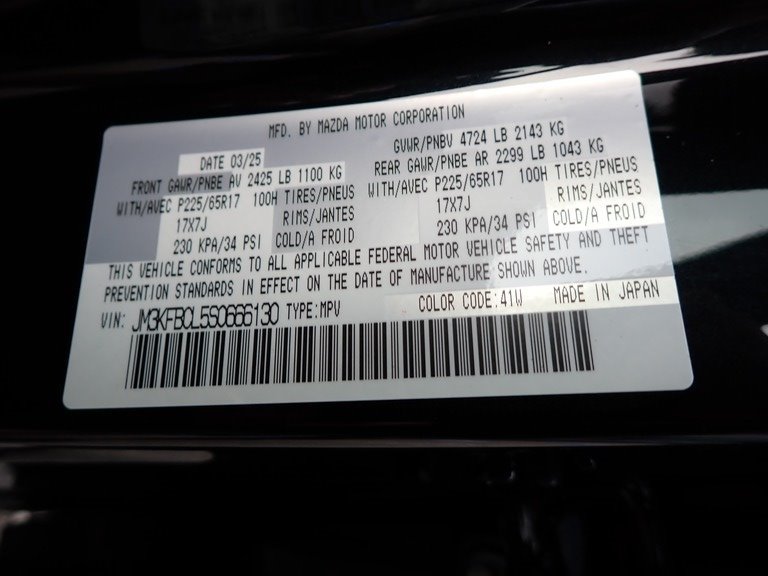 MFD. BY MAZDA MOTOR CORPORATION
DATE 03/25 GVWR/PNBV 4724 LB 2143 KG
FRONT GAWR/PNBE AV 2425 LB 1100 KG REAR GAWR/PNBE AR 2299 LB 1043 KG
WITH/AVEC P225/65R17 100H TIRES/PNEUS WITH/AVEC P225/65R17 100H TIRES/PNEUS
17X7J RIMS/JANTES 17X7J RIMS/JANTES
230 KPA/34 PSI COLD/A FROID 230 KPA/34 PSI COLD/A FROID
THIS VEHICLE CONFORMS TO ALL APPLICABLE FEDERAL MOTOR VEHICLE SAFETY AND THEFT
PREVENTION STANDARDS IN EFFECT ON THE DATE OF MANUFACTURE SHOWN ABOVE.
VIN: JM3KFBCL5S0666130 TYPE:MPV COLOR CODE:41W MADE IN JAPAN